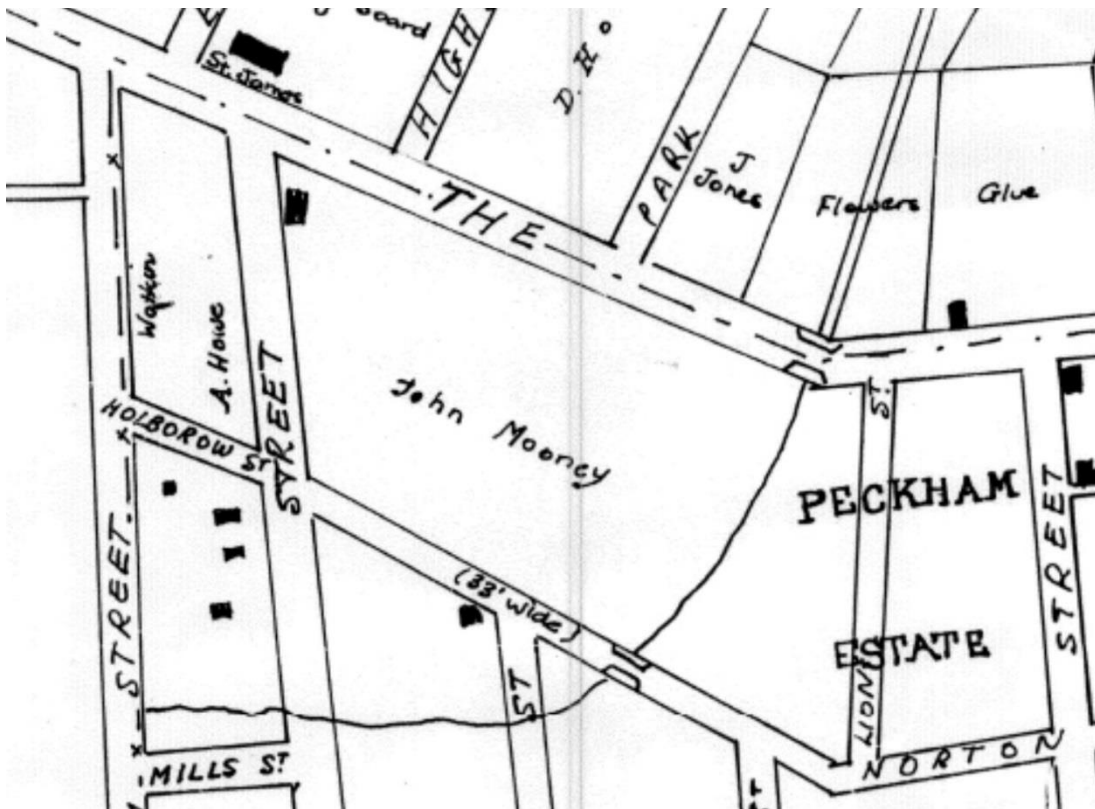 St. James
HIGH
D. H.
PARK
J
Jones
Flowers
Glue
THE
Watkin
A. Howe
HOLBOROW ST
STREET
John Mooney
ST.
PECKHAM
STREET
STREET
(33' wide)
ESTATE
ST
LION
MILLS ST
NORTON
ST